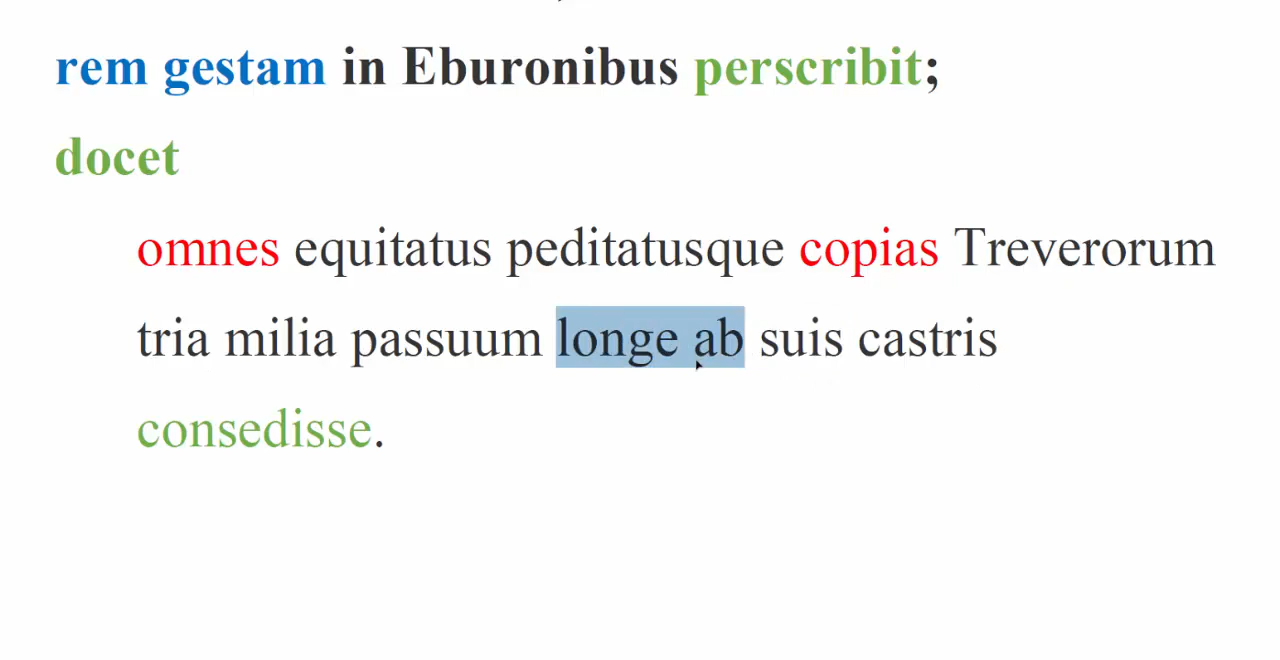 rem gestam in Eburonibus perscribit;
docet
omnes equitatus peditatusque copias Treverorum
tria milia passuum longe ab suis castris
consedisse.